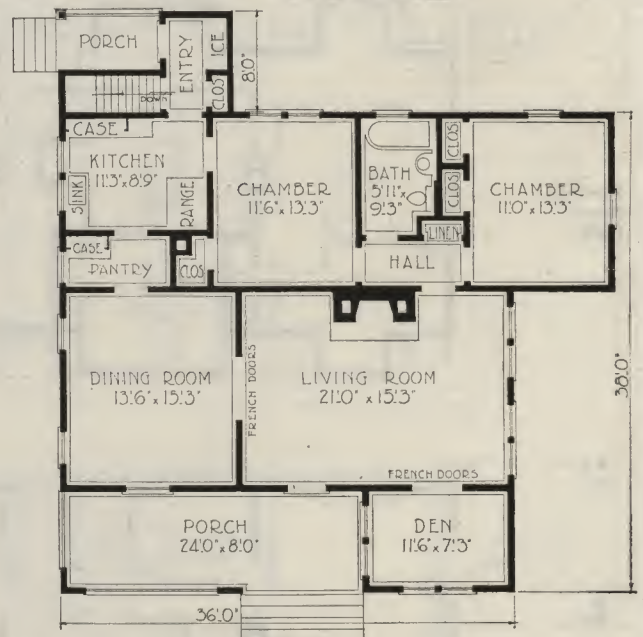 PORCH
ENTRY
ICE
CLOS
8'0"
DOWN
CASE
KITCHEN
11'3" x 8'9"
SINK
RANGE
CHAMBER
11'6" x 13'3"
BATH
5'11" x
9'3"
CLOS
CLOS
CHAMBER
11'0" x 13'3"
LINEN
HALL
CASE
PANTRY
CLOS
DINING ROOM
13'6" x 15'3"
FRENCH DOORS
LIVING ROOM
21'0" x 15'3"
FRENCH DOORS
38'0"
PORCH
24'0" x 8'0"
DEN
11'6" x 7'3"
36'0"